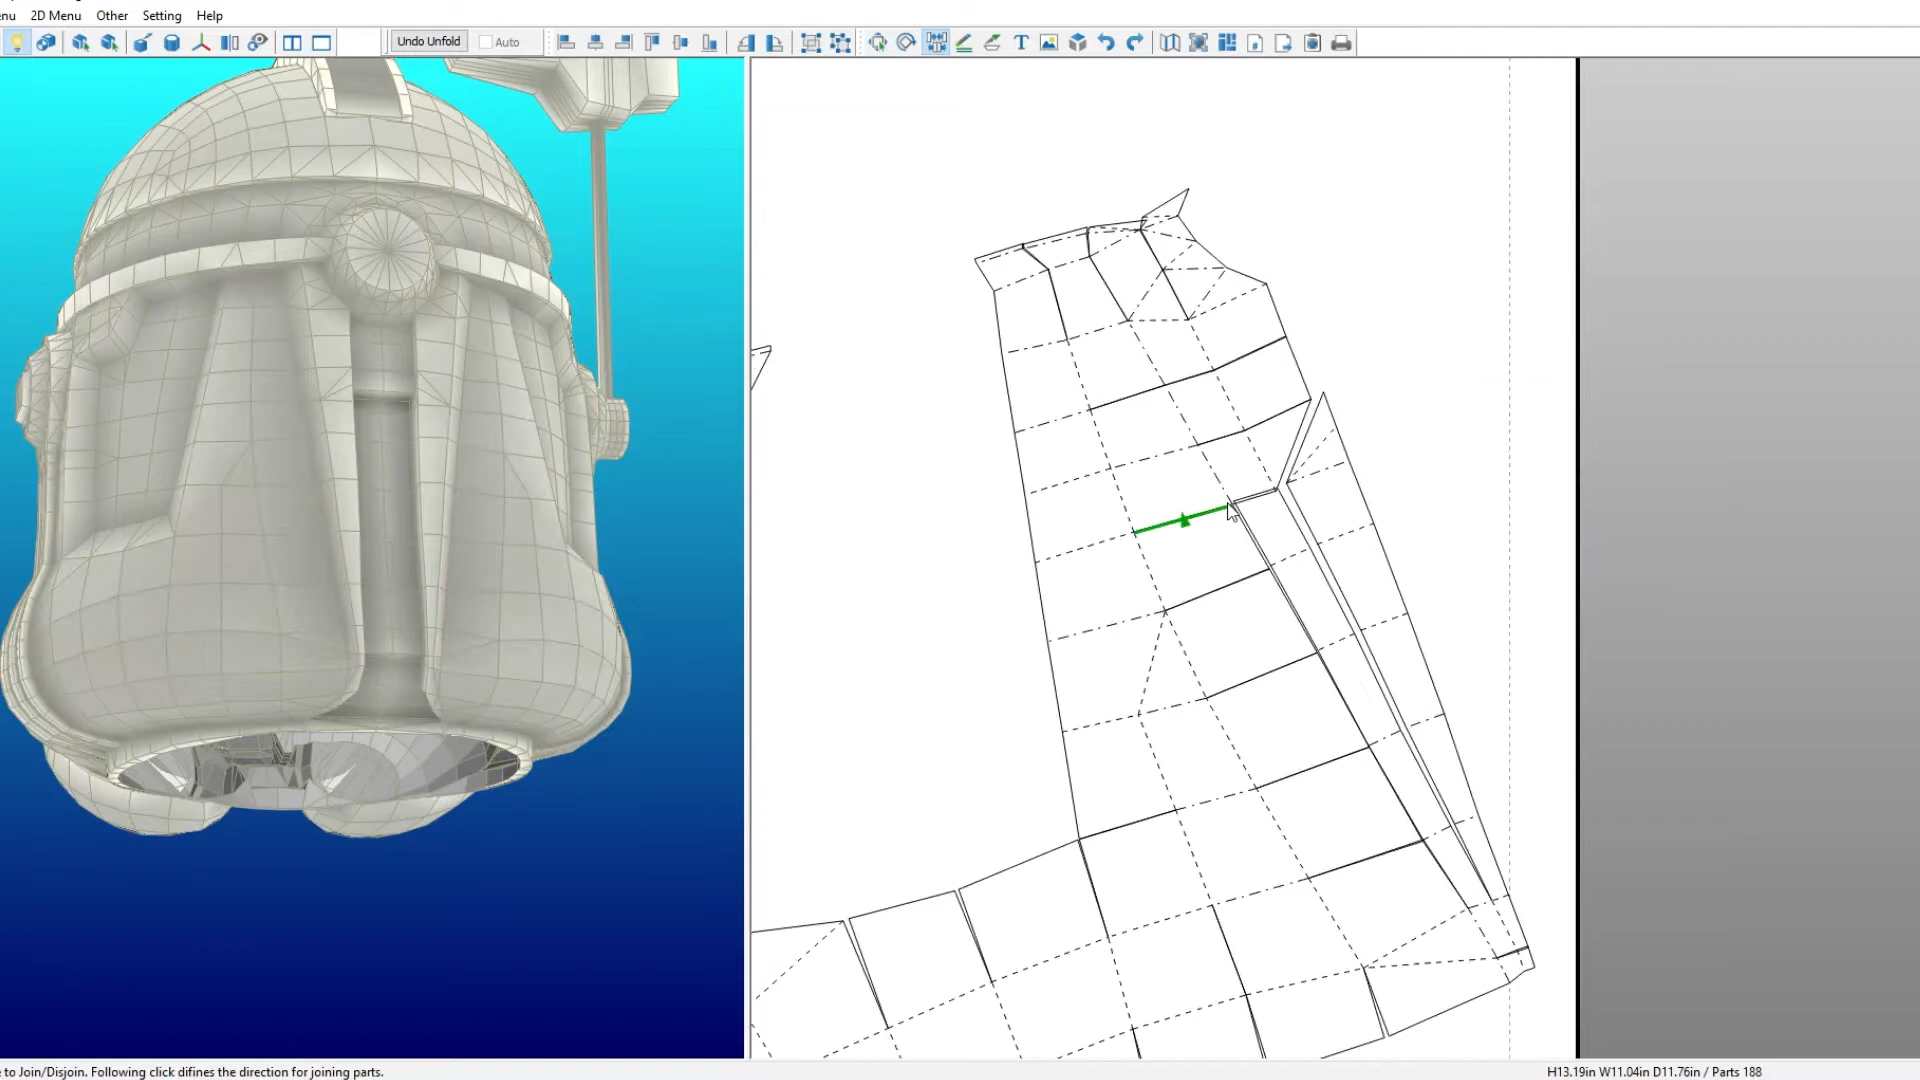 enu 2D Menu Other Setting Help
Undo Unfold Auto
e to Join/Disjoin. Following click difines the direction for joining parts.
H13.19in W11.04in D11.76in / Parts 188